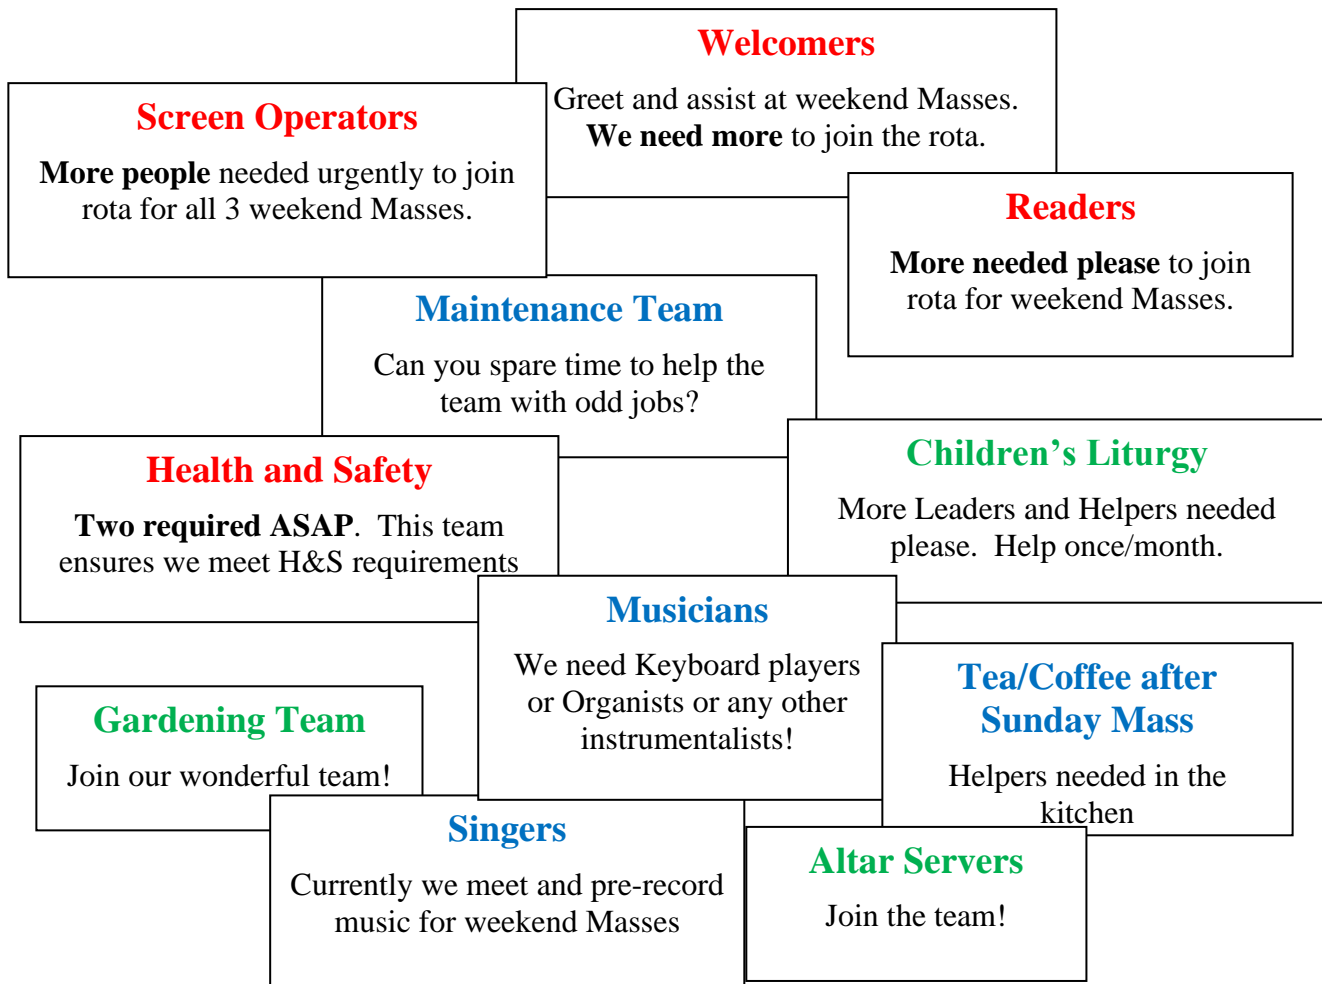 Welcomers
Greet and assist at weekend Masses.
We need more to join the rota.
Screen Operators
More people needed urgently to join
rota for all 3 weekend Masses.
Readers
More needed please to join
rota for weekend Masses.
Maintenance Team
Can you spare time to help the
team with odd jobs?
Children’s Liturgy
More Leaders and Helpers needed
please.  Help once/month.
Health and Safety
Two required ASAP.  This team
ensures we meet H&S requirements
Musicians
We need Keyboard players
or Organists or any other
instrumentalists!
Tea/Coffee after
Sunday Mass
Helpers needed in the
kitchen
Gardening Team
Join our wonderful team!
Singers
Currently we meet and pre-record
music for weekend Masses
Altar Servers
Join the team!